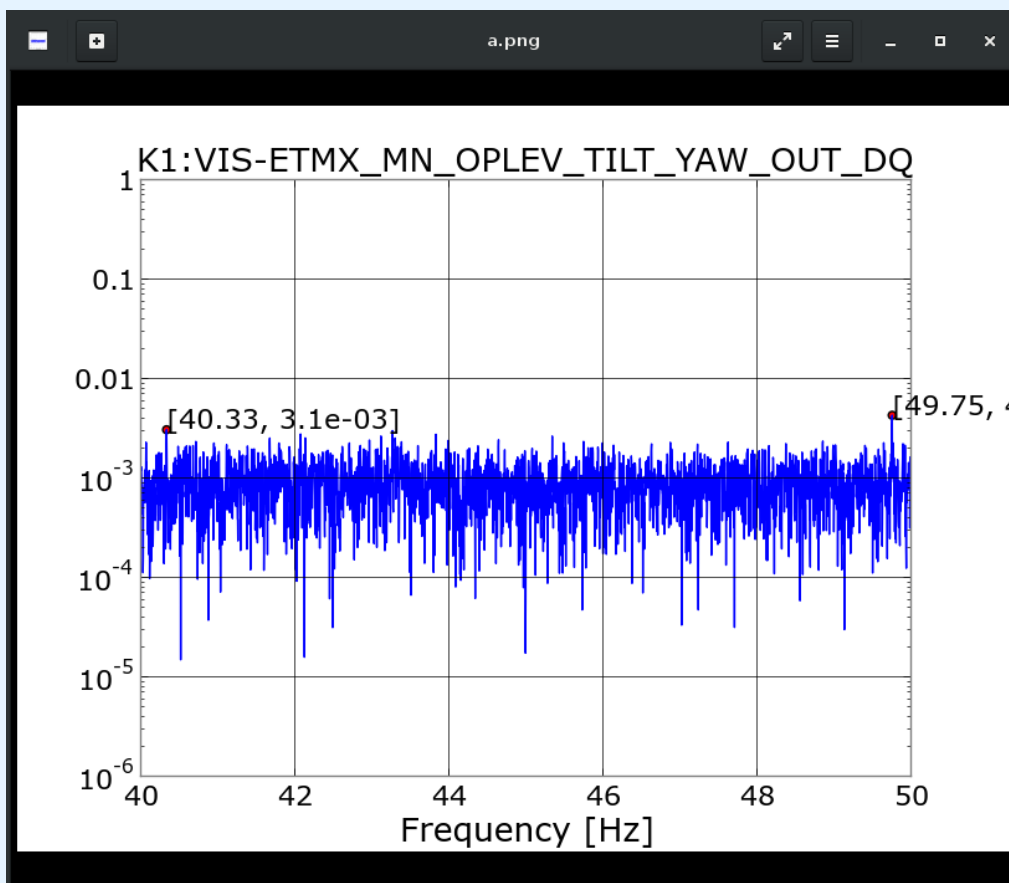 a.png
K1:VIS-ETMX_MN_OPLEV_TILT_YAW_OUT_DQ
1
0.1
0.01
[40.33, 3.1e-03]
[49.75, 4
10^-3
10^-4
10^-5
10^-6
40 42 44 46 48 50
Frequency [Hz]